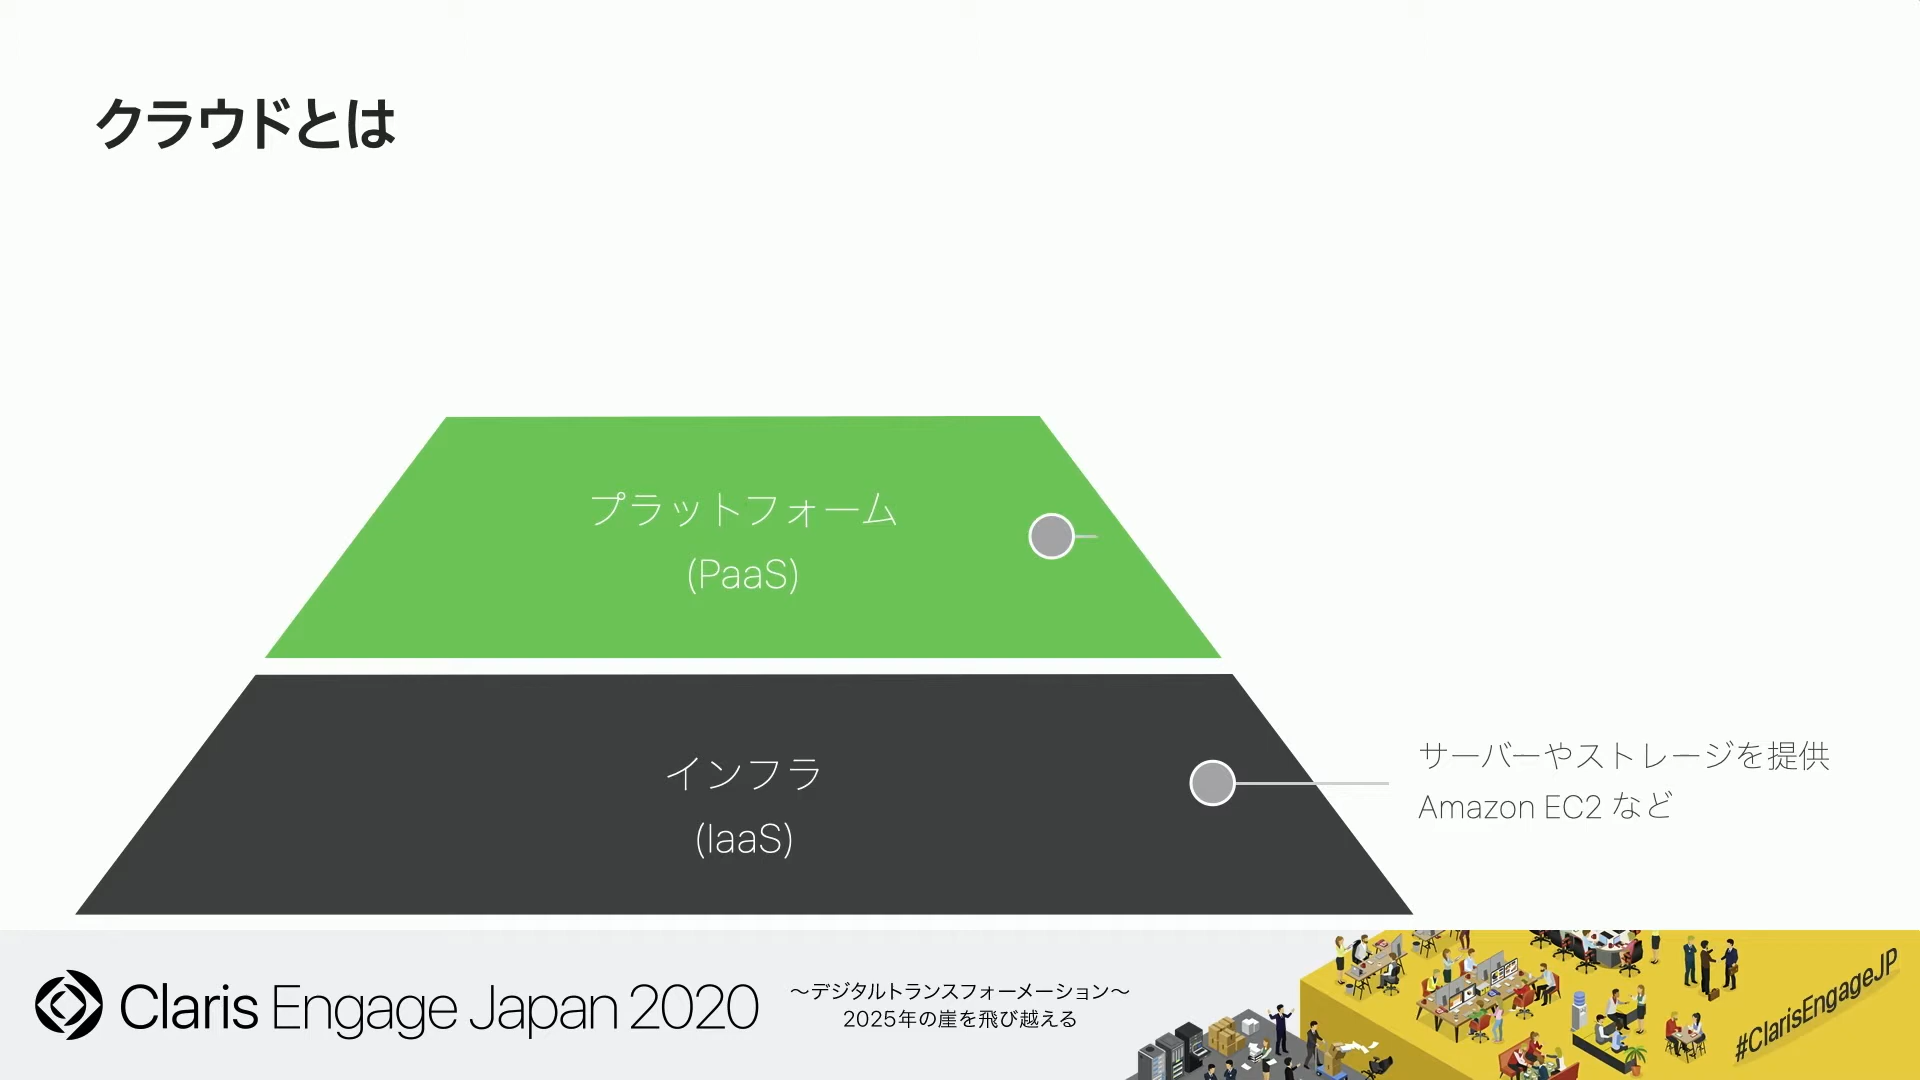 クラウドとは
プラットフォーム
(PaaS)
インフラ
(IaaS)
サーバーやストレージを提供
Amazon EC2 など
Claris Engage Japan 2020
〜デジタルトランスフォーメーション〜
2025年の崖を飛び越える
#ClarisEngageJP